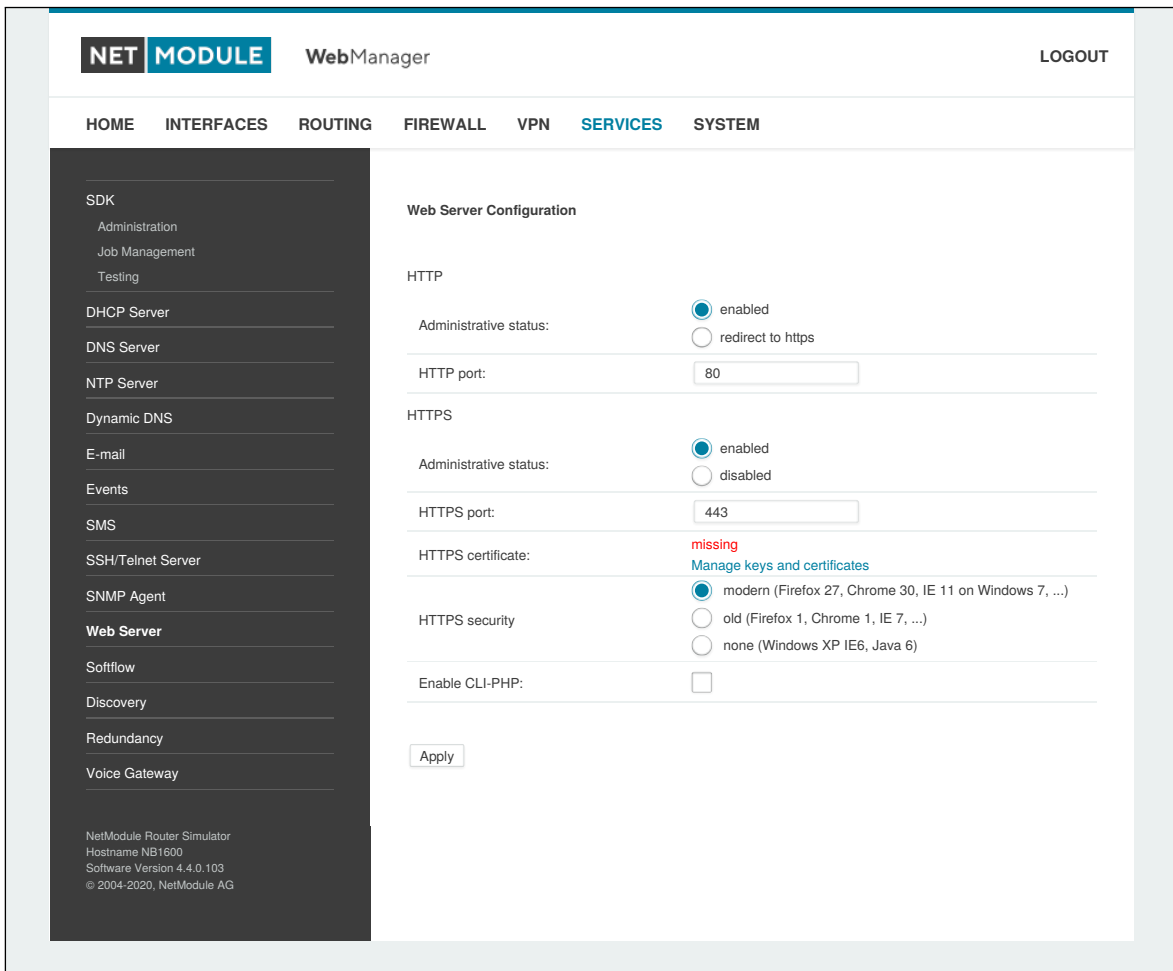 NET MODULE WebManager LOGOUT
HOME INTERFACES ROUTING FIREWALL VPN SERVICES SYSTEM
SDK
Administration
Job Management
Testing
DHCP Server
DNS Server
NTP Server
Dynamic DNS
E-mail
Events
SMS
SSH/Telnet Server
SNMP Agent
Web Server
Softflow
Discovery
Redundancy
Voice Gateway
NetModule Router Simulator
Hostname NB1600
Software Version 4.4.0.103
© 2004-2020, NetModule AG
Web Server Configuration
HTTP
Administrative status:
enabled
redirect to https
HTTP port: 80
HTTPS
Administrative status:
enabled
disabled
HTTPS port: 443
HTTPS certificate:
missing
Manage keys and certificates
HTTPS security
modern (Firefox 27, Chrome 30, IE 11 on Windows 7, ...)
old (Firefox 1, Chrome 1, IE 7, ...)
none (Windows XP IE6, Java 6)
Enable CLI-PHP:
Apply